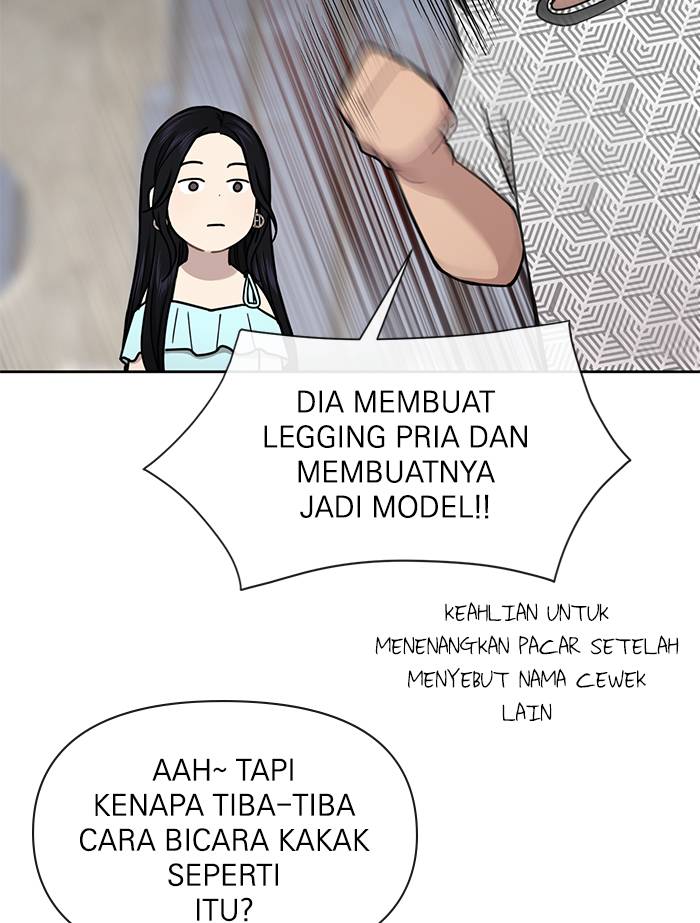 DIA MEMBUAT
LEGGING PRIA DAN
MEMBUATNYA
JADI MODEL!!
KEAHLIAN UNTUK
MENENANGKAN PACAR SETELAH
MENYEBUT NAMA CEWEK
LAIN
AAH~ TAPI
KENAPA TIBA-TIBA
CARA BICARA KAKAK
SEPERTI
ITU?